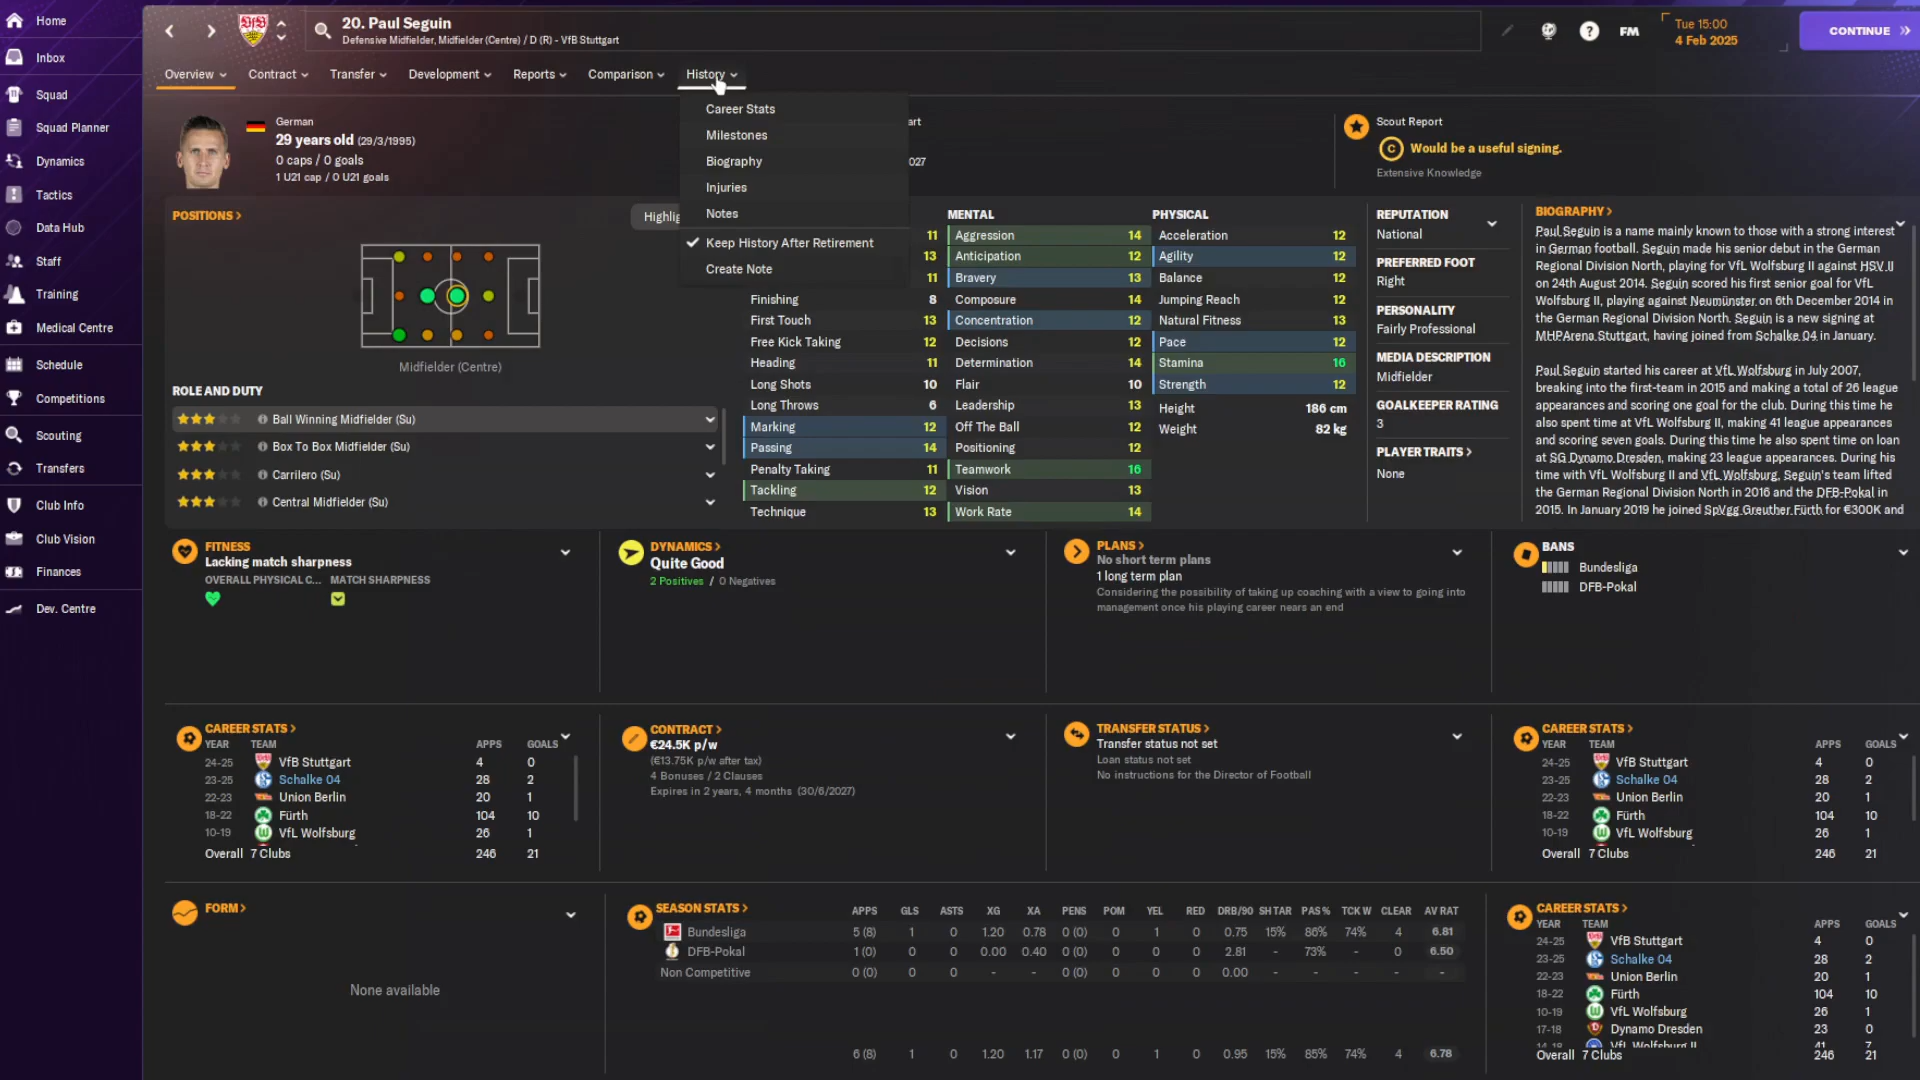 Home
Inbox
Squad
Squad Planner
Dynamics
Tactics
Data Hub
Staff
Training
Medical Centre
Schedule
Competitions
Scouting
Transfers
Club Info
Club Vision
Finances
Dev. Centre
20. Paul Seguin
Defensive Midfielder, Midfielder (Centre) / D (R) - VfB Stuttgart
FM
Tue 15:00
4 Feb 2025
CONTINUE
Overview
Contract
Transfer
Development
Reports
Comparison
History
Career Stats
Milestones
Biography
Injuries
Notes
Keep History After Retirement
Create Note
German
29 years old (29/3/1995)
0 caps / 0 goals
1 U21 cap / 0 U21 goals
art
027
Scout Report
C Would be a useful signing.
Extensive Knowledge
POSITIONS
Highlig
Midfielder (Centre)
ROLE AND DUTY
Ball Winning Midfielder (Su)
Box To Box Midfielder (Su)
Carrilero (Su)
Central Midfielder (Su)
11
13
11
Finishing 8
First Touch 13
Free Kick Taking 12
Heading 11
Long Shots 10
Long Throws 6
Marking 12
Passing 14
Penalty Taking 11
Tackling 12
Technique 13
MENTAL
Aggression 14
Anticipation 12
Bravery 13
Composure 14
Concentration 12
Decisions 12
Determination 14
Flair 10
Leadership 13
Off The Ball 12
Positioning 12
Teamwork 16
Vision 13
Work Rate 14
PHYSICAL
Acceleration 12
Agility 12
Balance 12
Jumping Reach 12
Natural Fitness 13
Pace 12
Stamina 16
Strength 12
Height 186 cm
Weight 82 kg
REPUTATION
National
PREFERRED FOOT
Right
PERSONALITY
Fairly Professional
MEDIA DESCRIPTION
Midfielder
GOALKEEPER RATING
3
PLAYER TRAITS
None
BIOGRAPHY
Paul Seguin is a name mainly known to those with a strong interest
in German football. Seguin made his senior debut in the German
Regional Division North, playing for VfL Wolfsburg II against HSV II
on 24th August 2014. Seguin scored his first senior goal for VfL
Wolfsburg II, playing against Neumünster on 6th December 2014 in
the German Regional Division North. Seguin is a new signing at
MHPArena Stuttgart, having joined from Schalke 04 in January.
Paul Seguin started his career at VfL Wolfsburg in July 2007,
breaking into the first-team in 2015 and making a total of 26 league
appearances and scoring one goal for the club. During this time he
also spent time at VfL Wolfsburg II, making 41 league appearances
and scoring seven goals. During this time he also spent time on loan
at SG Dynamo Dresden, making 23 league appearances. During his
time with VfL Wolfsburg II and VfL Wolfsburg, Seguin's team lifted
the German Regional Division North in 2016 and the DFB-Pokal in
2015. In January 2019 he joined SpVgg Greuther Fürth for €300K and
FITNESS
Lacking match sharpness
OVERALL PHYSICAL C... MATCH SHARPNESS
DYNAMICS
Quite Good
2 Positives / 0 Negatives
PLANS
No short term plans
1 long term plan
Considering the possibility of taking up coaching with a view to going into
management once his playing career nears an end
BANS
Bundesliga
DFB-Pokal
CAREER STATS
YEAR TEAM APPS GOALS
24-25 VfB Stuttgart 4 0
23-25 Schalke 04 28 2
22-23 Union Berlin 20 1
18-22 Fürth 104 10
10-19 VfL Wolfsburg 26 1
Overall 7 Clubs 246 21
CONTRACT
€24.5K p/w
(€13.75K p/w after tax)
4 Bonuses / 2 Clauses
Expires in 2 years, 4 months (30/6/2027)
TRANSFER STATUS
Transfer status not set
Loan status not set
No instructions for the Director of Football
CAREER STATS
YEAR TEAM APPS GOALS
24-25 VfB Stuttgart 4 0
23-25 Schalke 04 28 2
22-23 Union Berlin 20 1
18-22 Fürth 104 10
10-19 VfL Wolfsburg 26 1
Overall 7 Clubs 246 21
FORM
None available
SEASON STATS APPS GLS ASTS XG XA PENS POM YEL RED DRB/90 SH TAR PAS % TCK W CLEAR AV RAT
Bundesliga 5 (8) 1 0 1.20 0.78 0 (0) 0 1 0 0.75 15% 86% 74% 4 6.81
DFB-Pokal 1 (0) 0 0 0.00 0.40 0 (0) 0 0 0 2.81 - 73% - 0 6.50
Non Competitive 0 (0) 0 0 - - 0 (0) 0 0 0 0.00 - - - - -
6 (8) 1 0 1.20 1.17 0 (0) 0 1 0 0.95 15% 85% 74% 4 6.78
CAREER STATS
YEAR TEAM APPS GOALS
24-25 VfB Stuttgart 4 0
23-25 Schalke 04 28 2
22-23 Union Berlin 20 1
18-22 Fürth 104 10
10-19 VfL Wolfsburg 26 1
17-18 Dynamo Dresden 23 0
14-18 VfL Wolfsburg II 41 7
Overall 7 Clubs 246 21